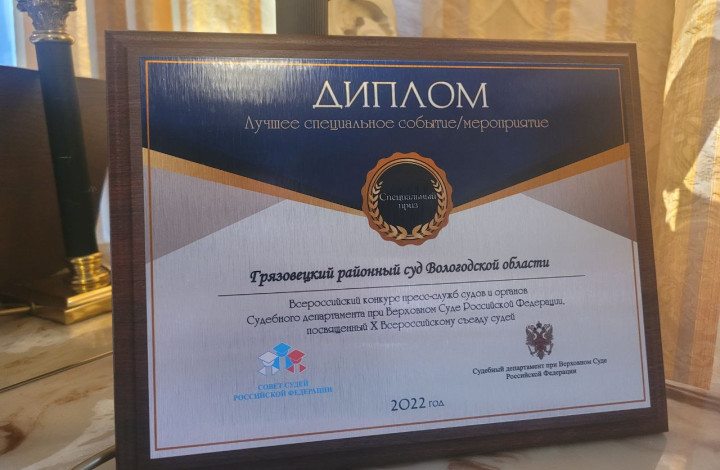 ДИПЛОМ
Лучшее специальное событие/мероприятие
Специальный
приз
Грязовецкий районный суд Вологодской области
Всероссийский конкурс пресс-служб судов и органов
Судебного департамента при Верховном Суде Российской Федерации,
посвященный X Всероссийскому съезду судей
СОВЕТ СУДЕЙ
РОССИЙСКОЙ ФЕДЕРАЦИИ
Судебный департамент при Верховном Суде
Российской Федерации
2022 год